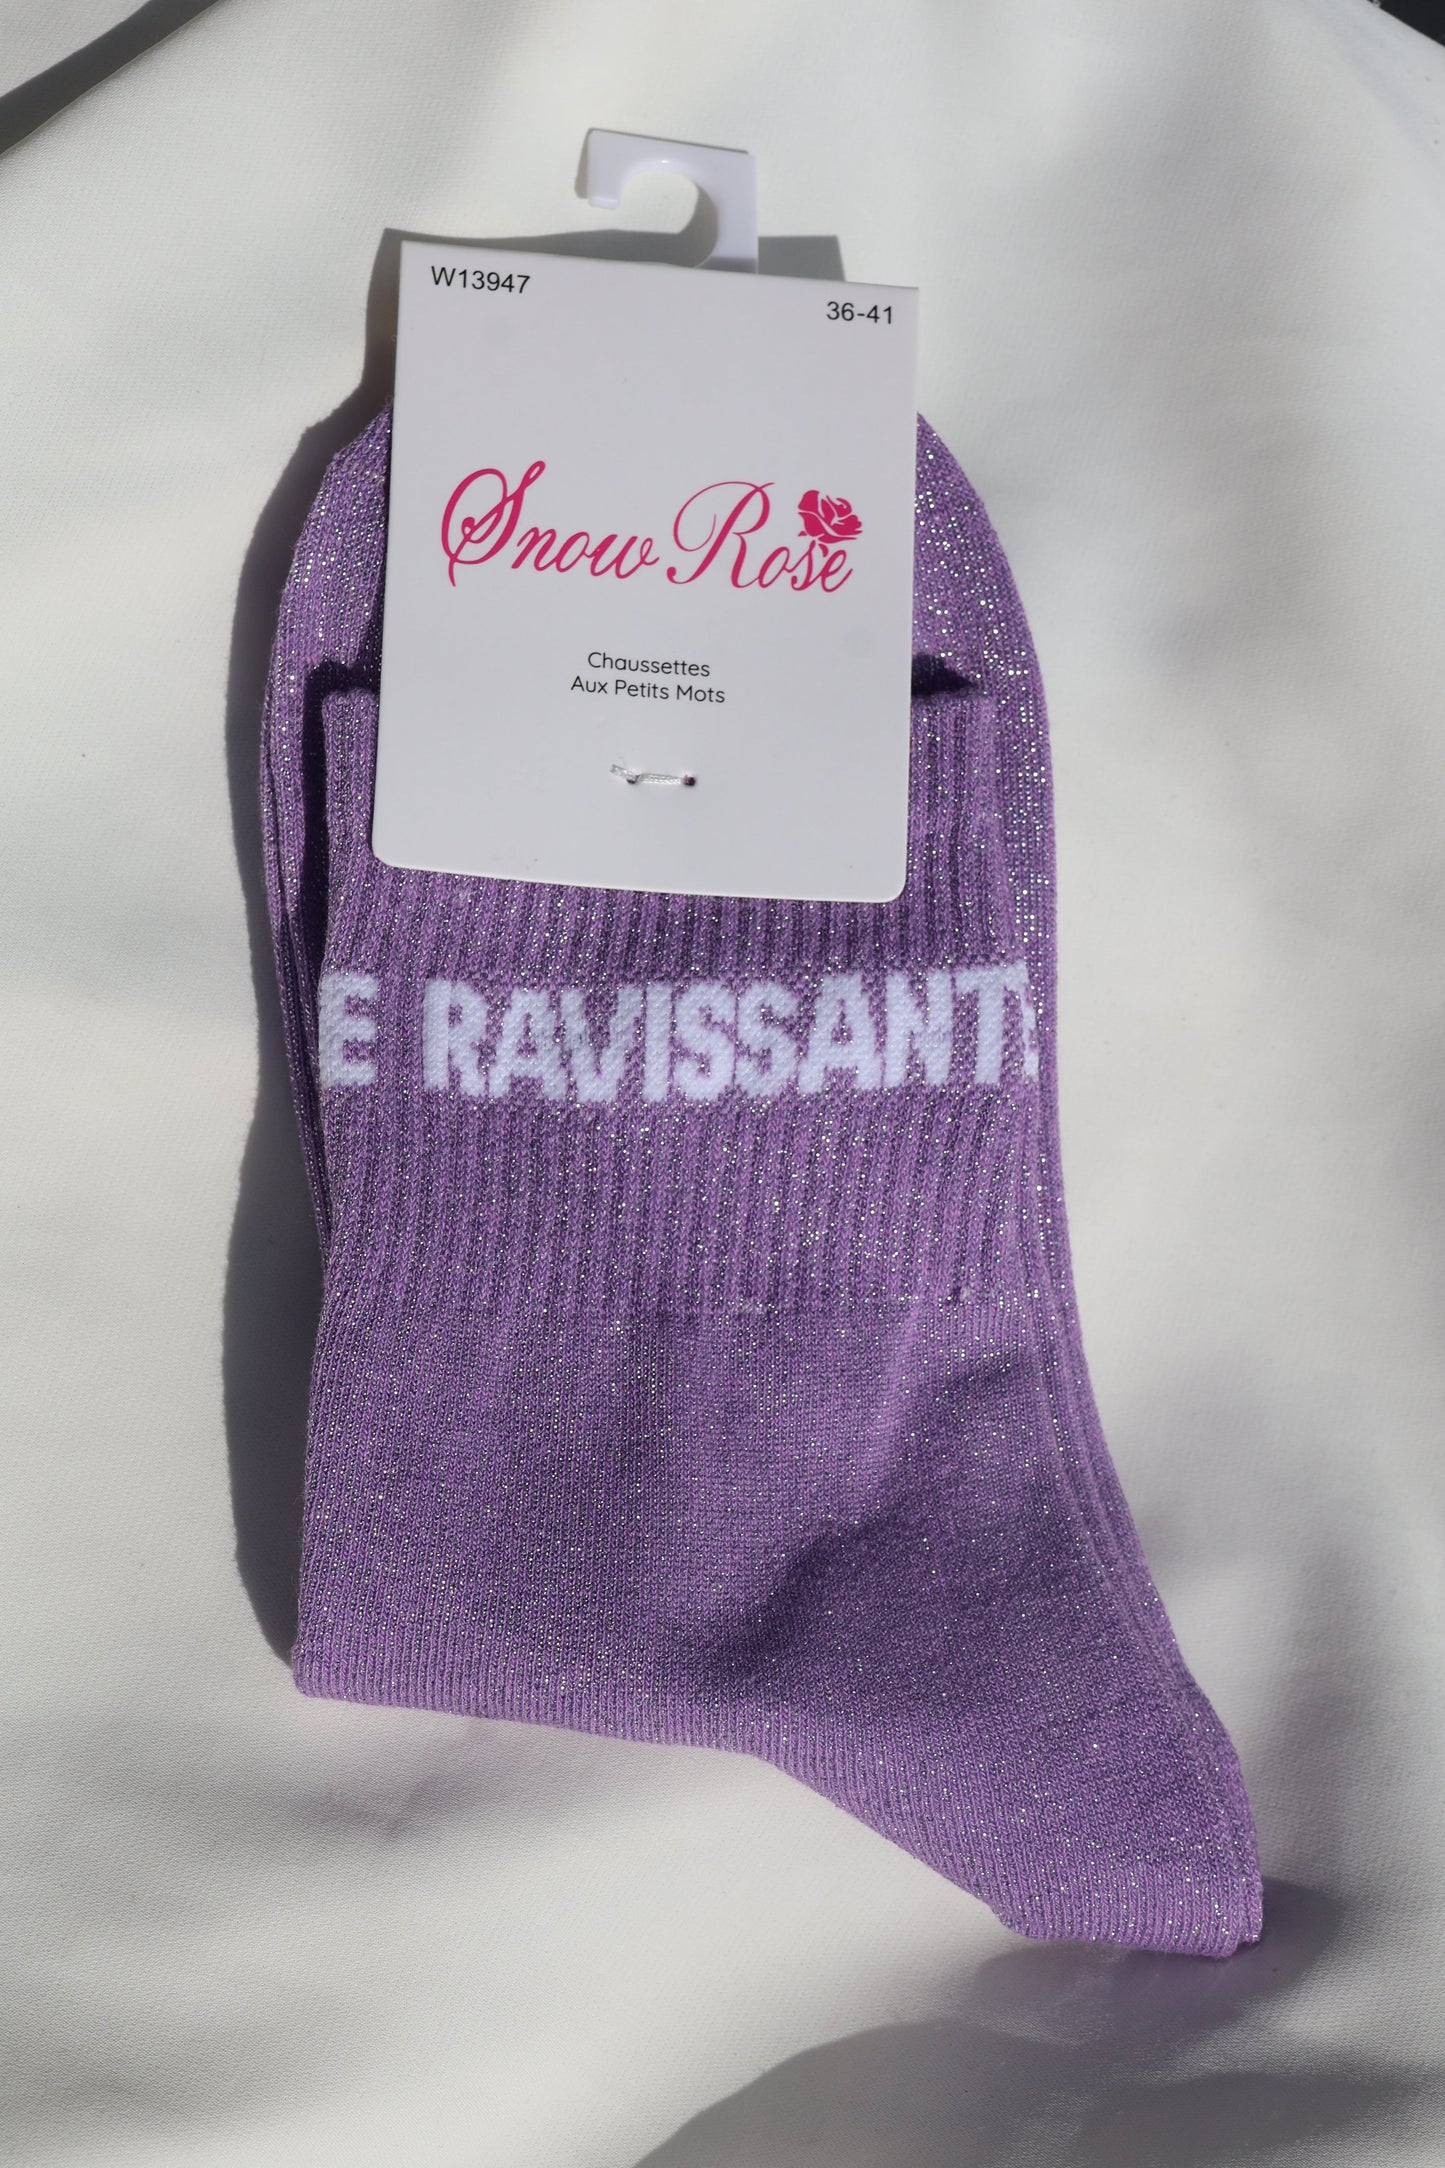 W13947
36-41
Snow Rose
Chaussettes
Aux Petits Mots
E RAVISSANTE